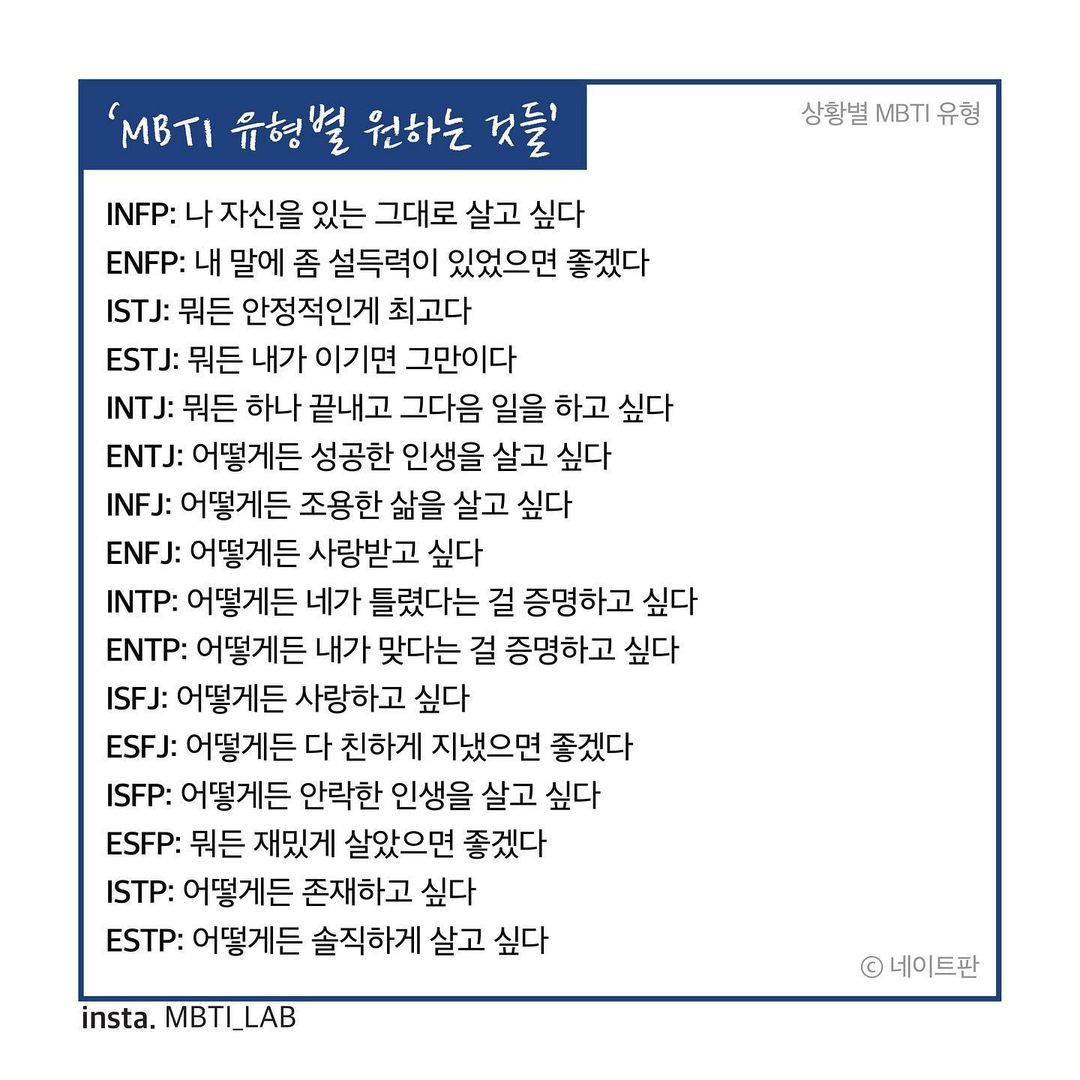 'MBTI 유형별 원하는 것들'
상황별 MBTI 유형
INFP: 나 자신을 있는 그대로 살고 싶다
ENFP: 내 말에 좀 설득력이 있었으면 좋겠다
ISTJ: 뭐든 안정적인게 최고다
ESTJ: 뭐든 내가 이기면 그만이다
INTJ: 뭐든 하나 끝내고 그다음 일을 하고 싶다
ENTJ: 어떻게든 성공한 인생을 살고 싶다
INFJ: 어떻게든 조용한 삶을 살고 싶다
ENFJ: 어떻게든 사랑받고 싶다
INTP: 어떻게든 네가 틀렸다는 걸 증명하고 싶다
ENTP: 어떻게든 내가 맞다는 걸 증명하고 싶다
ISFJ: 어떻게든 사랑하고 싶다
ESFJ: 어떻게든 다 친하게 지냈으면 좋겠다
ISFP: 어떻게든 안락한 인생을 살고 싶다
ESFP: 뭐든 재밌게 살았으면 좋겠다
ISTP: 어떻게든 존재하고 싶다
ESTP: 어떻게든 솔직하게 살고 싶다
ⓒ 네이트판
insta. MBTI_LAB